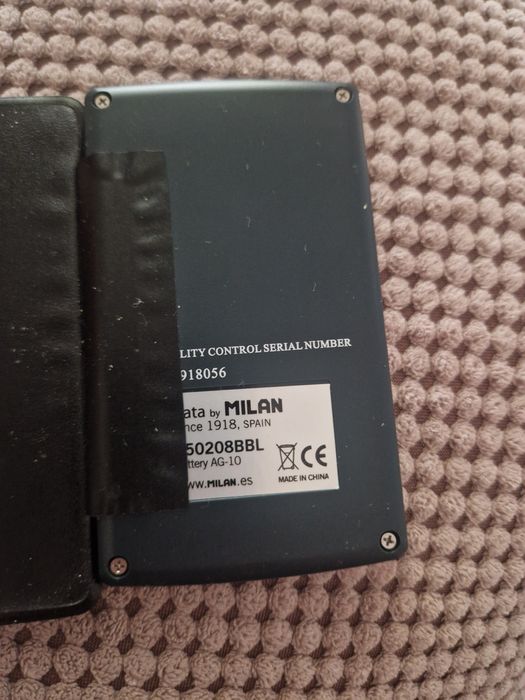 LITY CONTROL SERIAL NUMBER
918056
ata by MILAN
nce 1918, SPAIN
50208BBL
ttery AG-10
CE
ww.MILAN.es
MADE IN CHINA